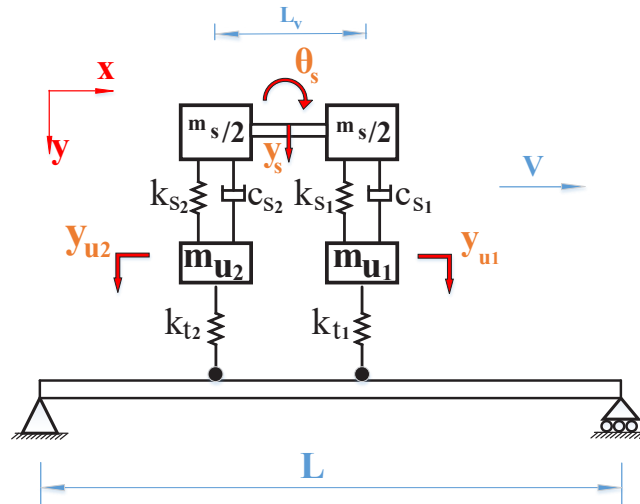 Lv
θs
x
y
ms/2
ms/2
ys
V
ks2
cs2
ks1
cs1
yu2
mu2
mu1
yu1
kt2
kt1
L